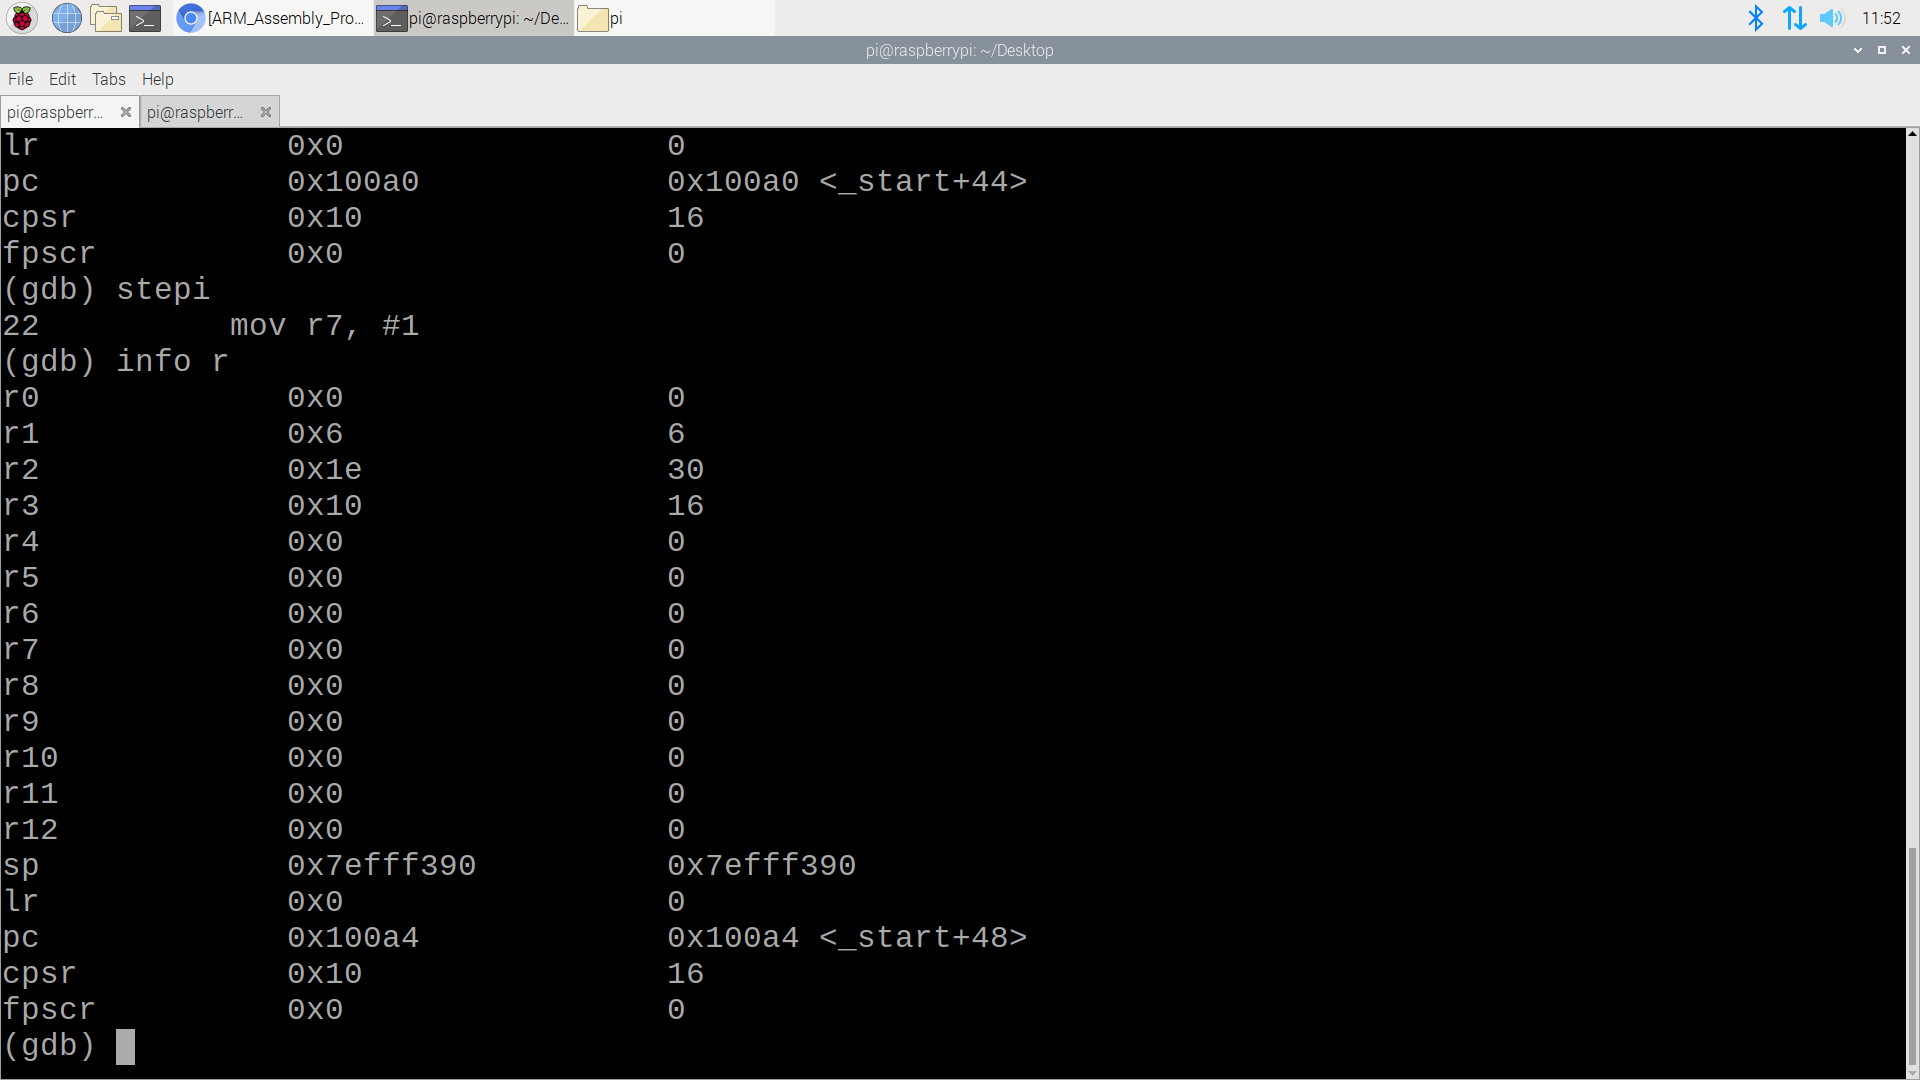 [ARM_Assembly_Pro... pi@raspberrypi: ~/De... pi 11:52
pi@raspberrypi: ~/Desktop
File Edit Tabs Help
pi@raspberr... pi@raspberr...
lr 0x0 0
pc 0x100a0 0x100a0 <_start+44>
cpsr 0x10 16
fpscr 0x0 0
(gdb) stepi
22 mov r7, #1
(gdb) info r
r0 0x0 0
r1 0x6 6
r2 0x1e 30
r3 0x10 16
r4 0x0 0
r5 0x0 0
r6 0x0 0
r7 0x0 0
r8 0x0 0
r9 0x0 0
r10 0x0 0
r11 0x0 0
r12 0x0 0
sp 0x7efff390 0x7efff390
lr 0x0 0
pc 0x100a4 0x100a4 <_start+48>
cpsr 0x10 16
fpscr 0x0 0
(gdb)